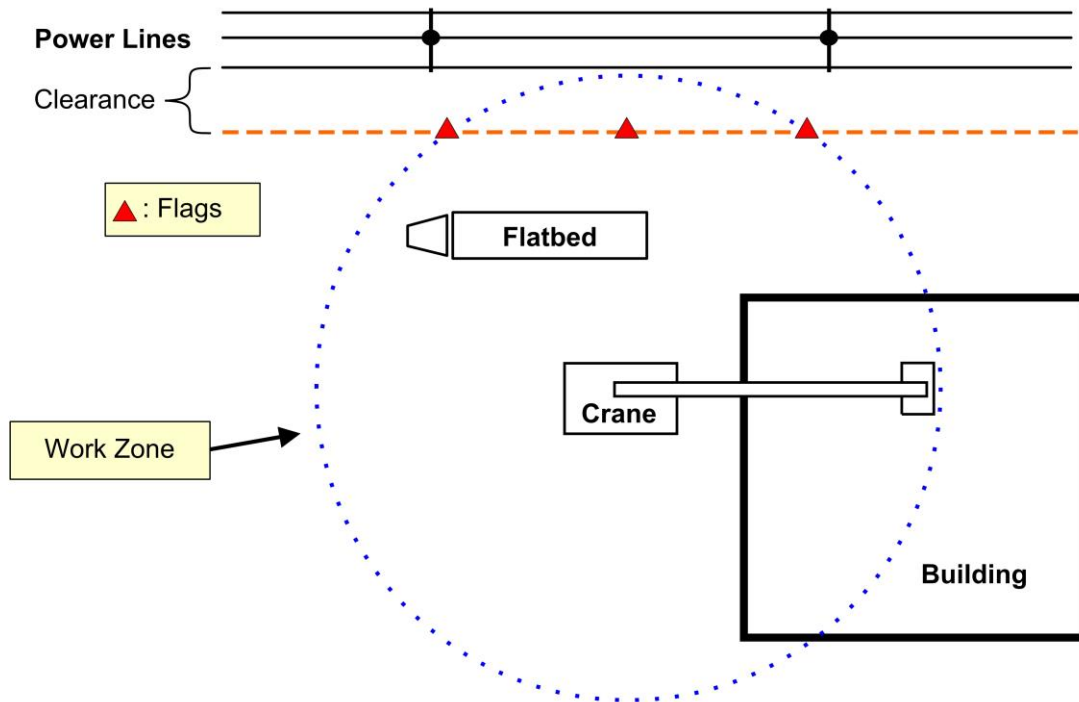 Power Lines
Clearance
: Flags
Flatbed
Crane
Work Zone
Building